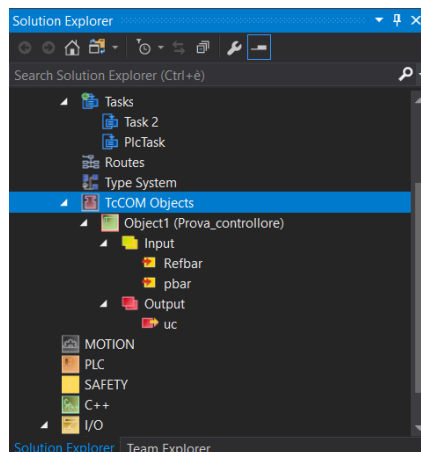 Solution Explorer
Search Solution Explorer (Ctrl+è)
Tasks
Task 2
PlcTask
Routes
Type System
TcCOM Objects
Object1 (Prova_controllore)
Input
Refbar
pbar
Output
uc
MOTION
PLC
SAFETY
C++
I/O
Solution Explorer Team Explorer